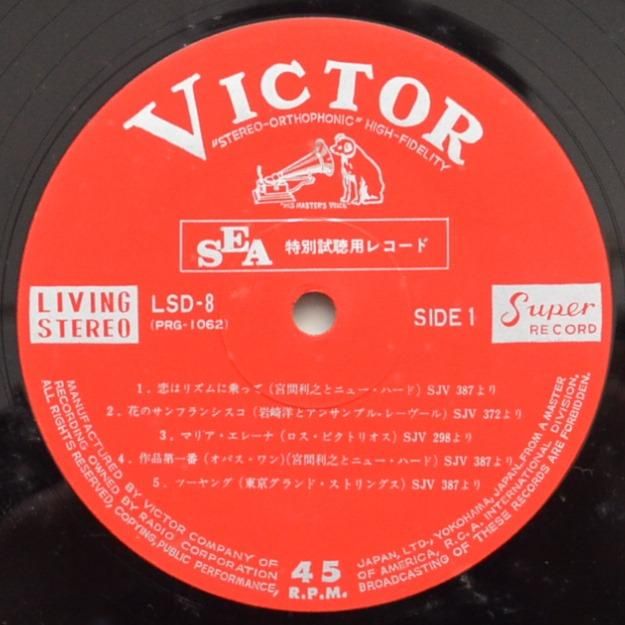 VICTOR
"STEREO-ORTHOPHONIC" HIGH-FIDELITY
"HIS MASTER'S VOICE"
SEA 特別試聴用レコード
LIVING STEREO
LSD-8
(PRG-1062)
SIDE 1
Super RECORD
1. 恋はリズムに乗って (宮間利之とニュー・ハード) SJV 387より
2. 花のサンフランシスコ (岩崎洋とアンサンブル・レーヴール) SJV 372より
3. マリア・エレーナ (ロス・ビクトリオス) SJV 298より
4. 作品第一番 (オパス・ワン)(宮間利之とニュー・ハード) SJV 387より
5. ツーヤング (東京グランド・ストリングス) SJV 387より
MANUFACTURED BY VICTOR COMPANY OF JAPAN, LTD., YOKOHAMA, JAPAN. FROM A MASTER
RECORDING OWNED BY RADIO CORPORATION OF AMERICA, R.C.A. INTERNATIONAL DIVISION.
ALL RIGHTS RESERVED, COPTING, PUBLIC PERFORMANCE, BROADCASTING OF THESE RECORDS ARE FORBIDDEN.
45
R.P.M.